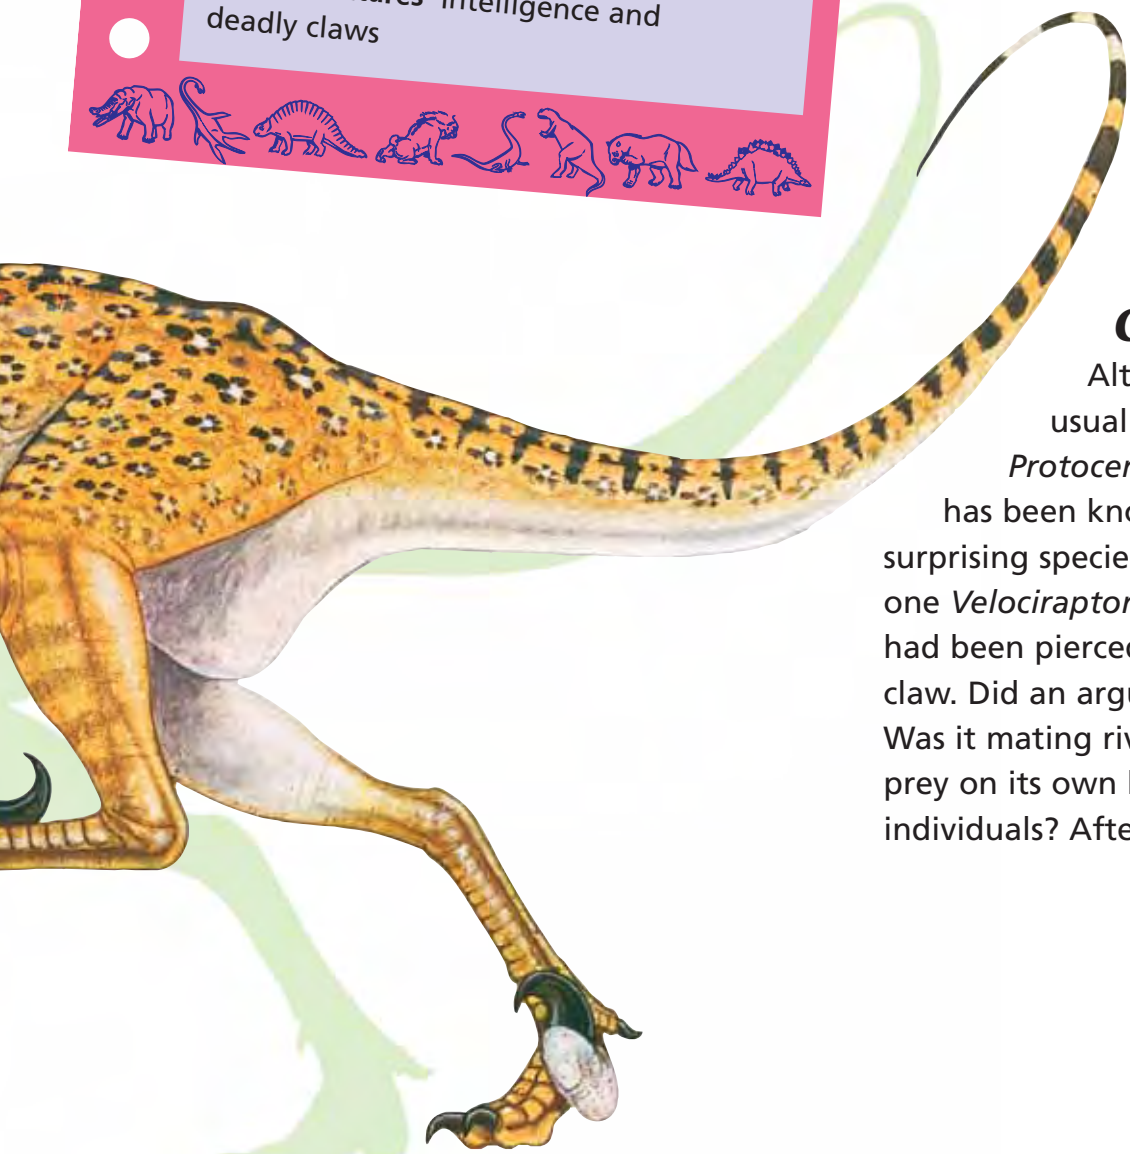 intelligence and
deadly claws
Alt
usual
Protocer
has been kno
surprising specie
one Velociraptor
had been pierced
claw. Did an argu
Was it mating riv
prey on its own
individuals? Afte